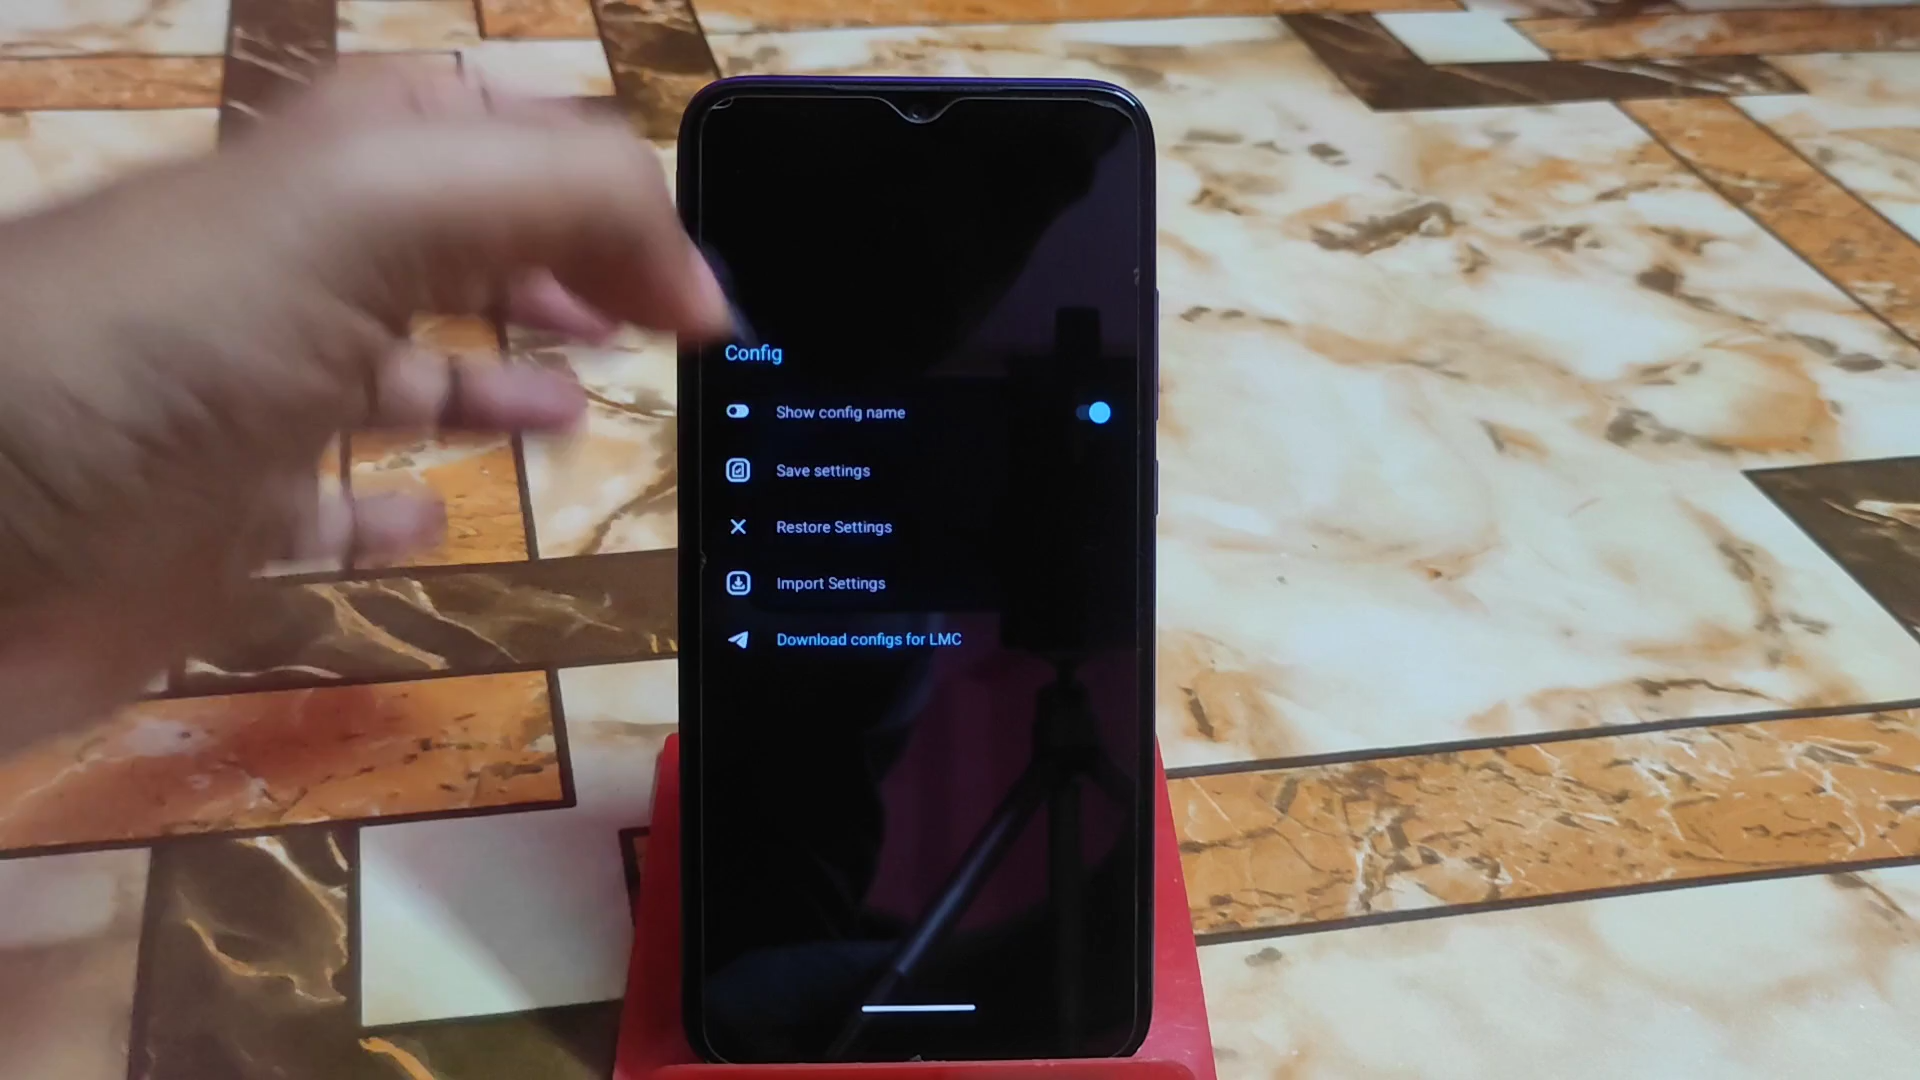 Config
Show config name
Save settings
Restore Settings
Import Settings
Download configs for LMC